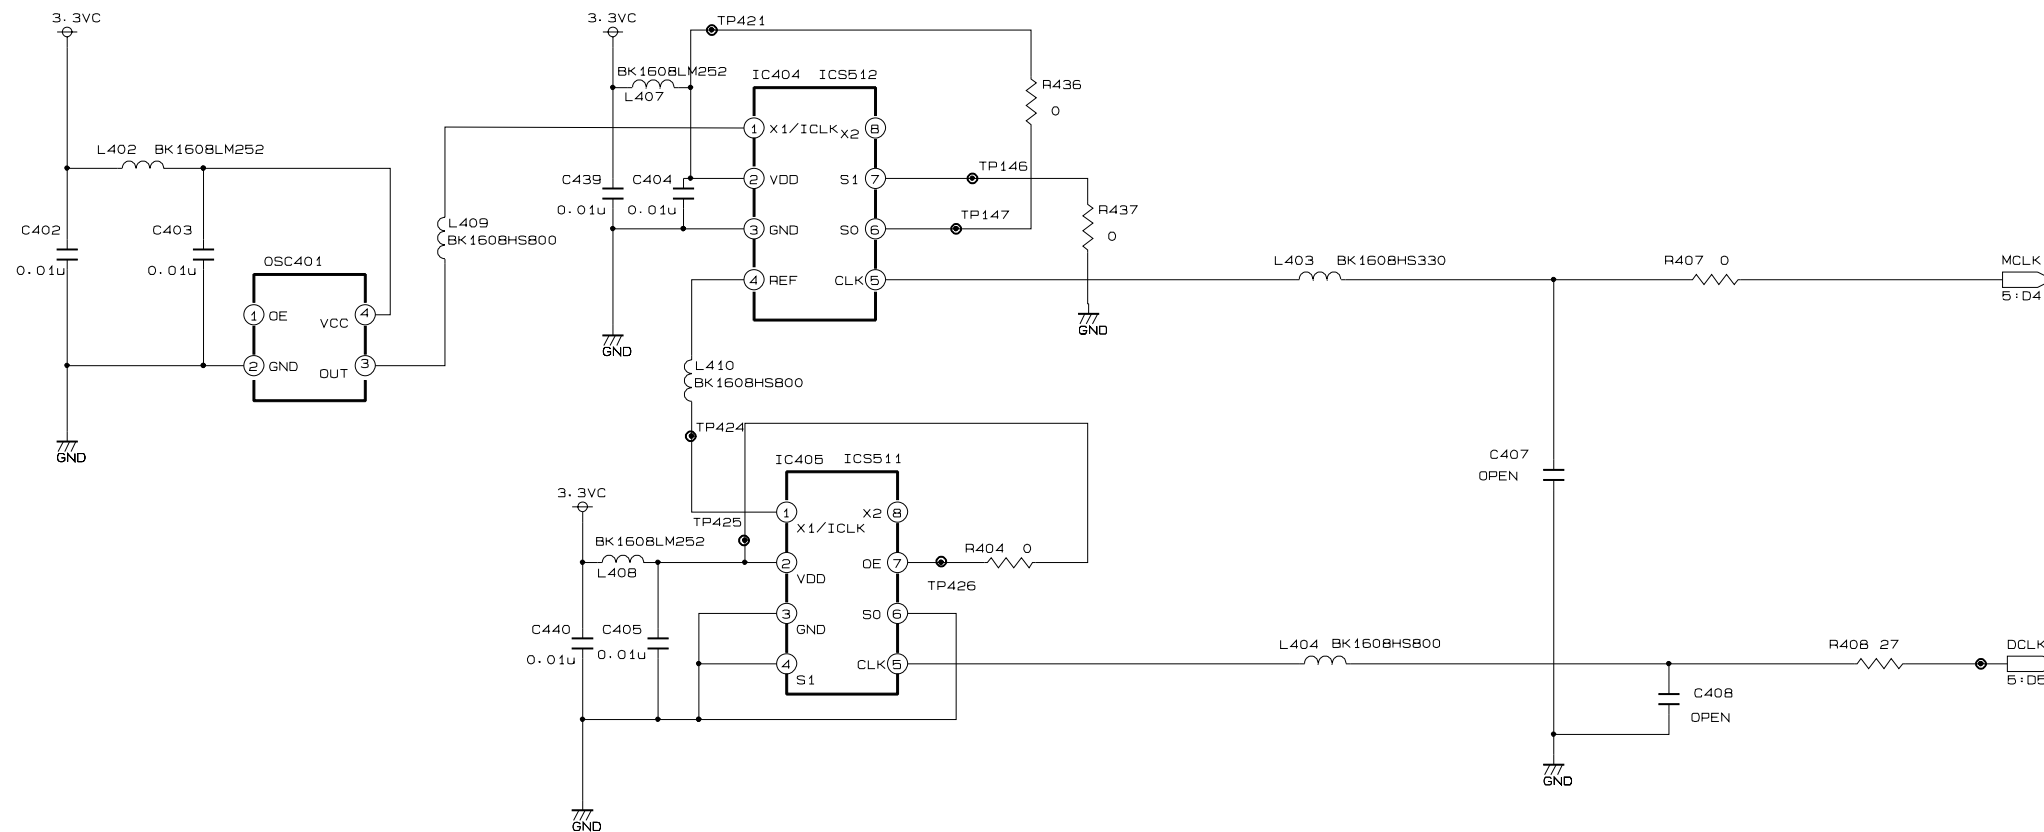 3.3VC
3.3VC
TP421
BK1608LM252
L407
IC404 ICS512
R436
0
1 X1/ICLK X2 8
L402 BK1608LM252
TP146
C439
0.01u
C404
0.01u
2 VDD
S1 7
TP147
R437
0
3 GND
S0 6
C402
0.01u
C403
0.01u
L409
BK1608HS800
OSC401
1 OE
VCC 4
2 GND
OUT 3
4 REF
CLK 5
L403 BK1608HS330
R407 0
MCLK
5:D4
GND
GND
L410
BK1608HS800
TP424
GND
IC405 ICS511
C407
OPEN
3.3VC
TP425
1
X1/ICLK
X2 8
BK1608LM252
L408
2
VDD
OE 7
R404 0
TP426
3
GND
S0 6
C440
0.01u
C405
0.01u
4
S1
CLK 5
L404 BK1608HS800
R408 27
DCLK
5:D5
C408
OPEN
GND
GND